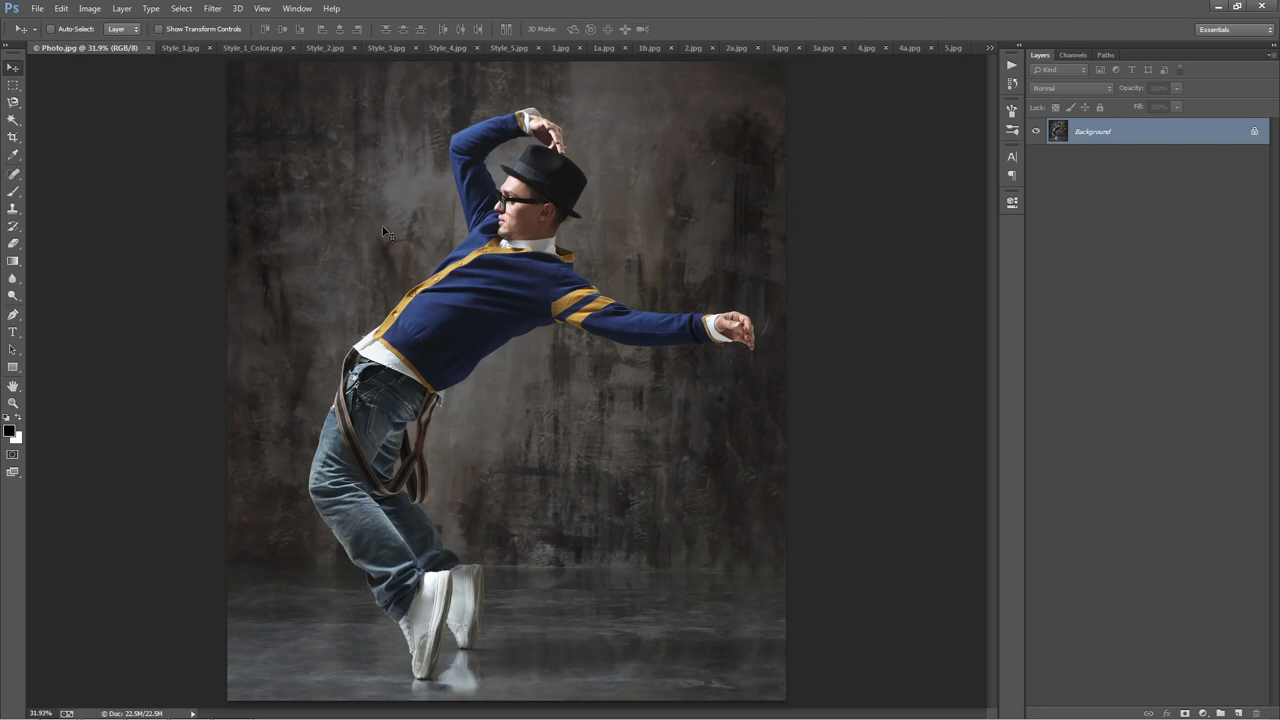 Ps File Edit Image Layer Type Select Filter 3D View Window Help
Auto-Select: Layer Show Transform Controls 3D Mode: Essentials
© Photo.jpg @ 31.9% (RGB/8) × Style_1.jpg × Style_1_Color.jpg × Style_2.jpg × Style_3.jpg × Style_4.jpg × Style_5.jpg × 1.jpg × 1a.jpg × 1b.jpg × 2.jpg × 2a.jpg × 3.jpg × 3a.jpg × 4.jpg × 4a.jpg × 5.jpg
Layers Channels Paths
Kind
Normal Opacity: 100%
Lock: Fill: 100%
Background
31.93% © Doc: 22.5M/22.5M